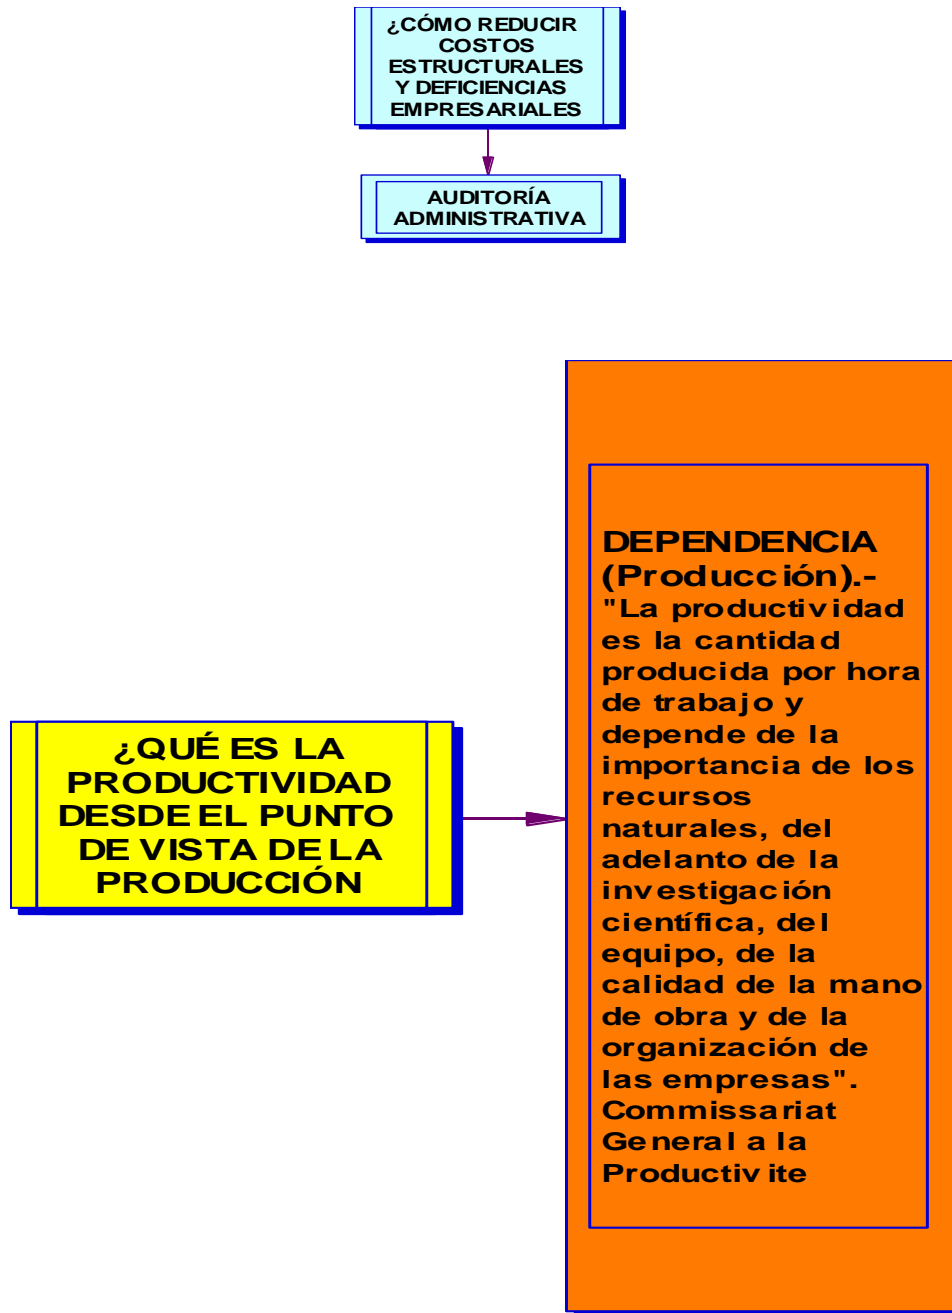 ¿CÓMO REDUCIR
COSTOS
ESTRUCTURALES
Y DEFICIENCIAS
EMPRESARIALES
AUDITORÍA
ADMINISTRATIVA
¿QUÉ ES LA
PRODUCTIVIDAD
DESDE EL PUNTO
DE VISTA DE LA
PRODUCCIÓN
DEPENDENCIA
(Producción).-
"La productividad
es la cantidad
producida por hora
de trabajo y
depende de la
importancia de los
recursos
naturales, del
adelanto de la
investigación
científica, del
equipo, de la
calidad de la mano
de obra y de la
organización de
las empresas".
Commissariat
General a la
Productivite